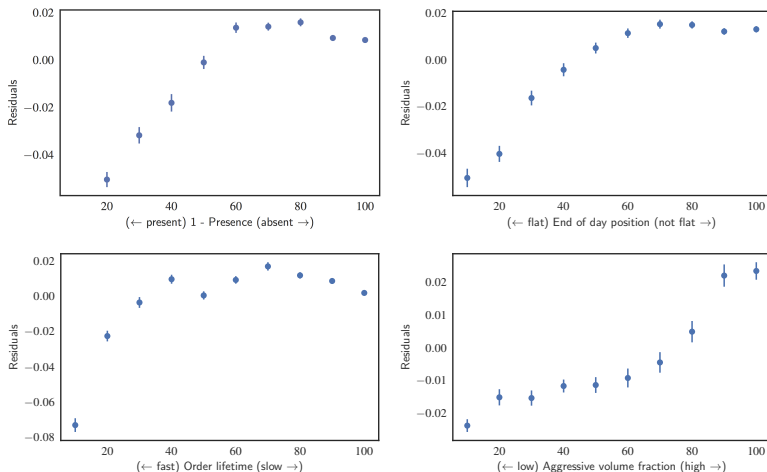 0.02
0.00
−0.02
−0.04
Residuals
20 40 60 80 100
(← present) 1 - Presence (absent →)
0.02
0.00
−0.02
−0.04
Residuals
20 40 60 80 100
(← flat) End of day position (not flat →)
0.02
0.00
−0.02
−0.04
−0.06
−0.08
Residuals
20 40 60 80 100
(← fast) Order lifetime (slow →)
0.02
0.01
0.00
−0.01
−0.02
Residuals
20 40 60 80 100
(← low) Aggressive volume fraction (high →)